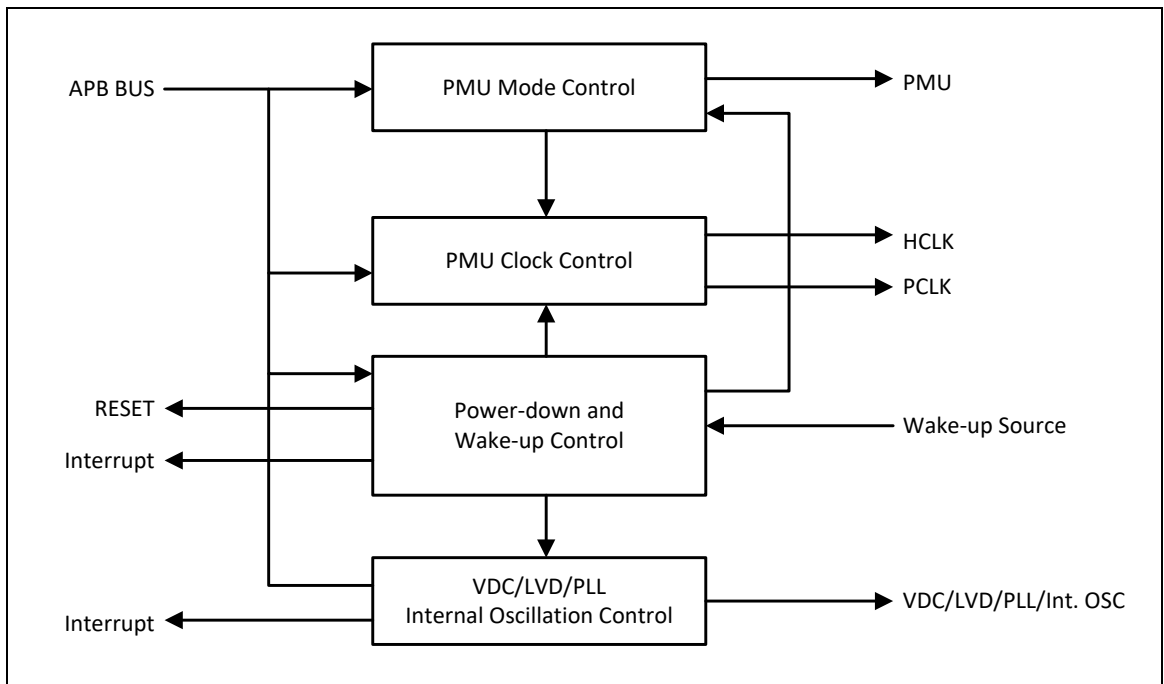 APB BUS
PMU Mode Control
PMU
PMU Clock Control
HCLK
PCLK
RESET
Interrupt
Power-down and
Wake-up Control
Wake-up Source
Interrupt
VDC/LVD/PLL
Internal Oscillation Control
VDC/LVD/PLL/Int. OSC